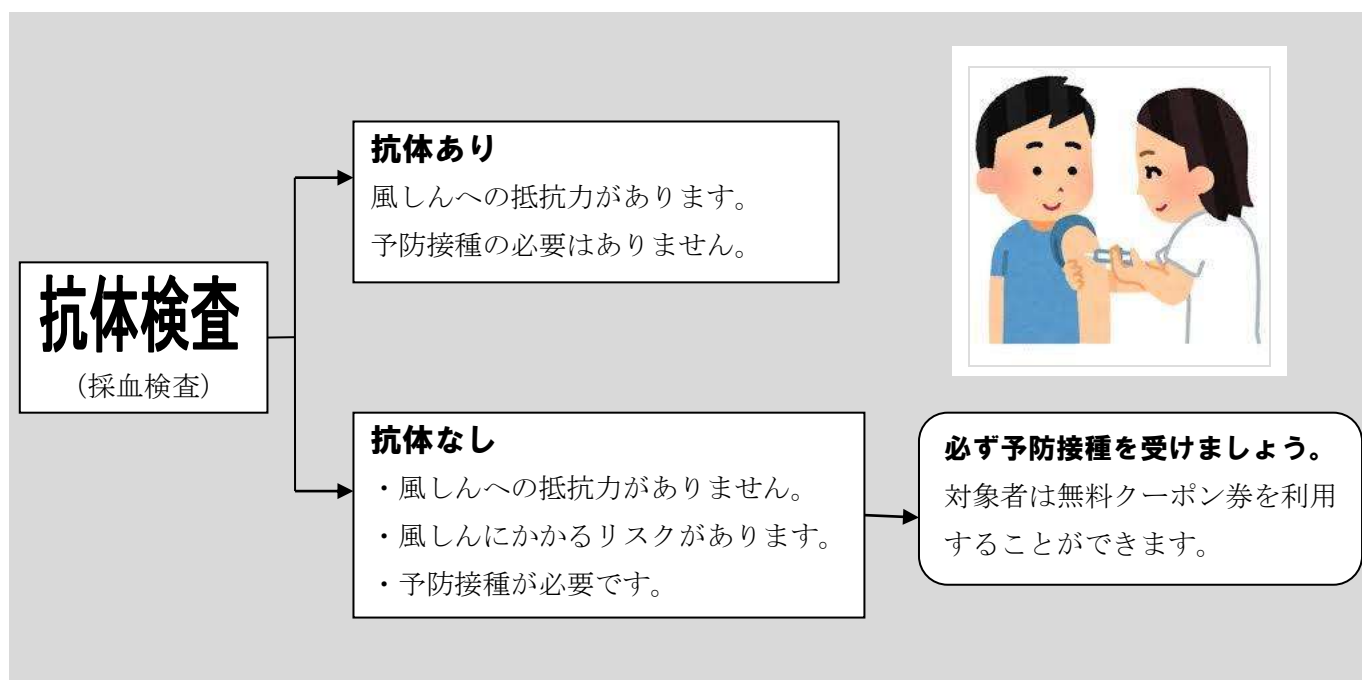 抗体検査
(採血検査)
抗体あり
風しんへの抵抗力があります。
予防接種の必要はありません。
抗体なし
・風しんへの抵抗力がありません。
・風しんにかかるリスクがあります。
・予防接種が必要です。
必ず予防接種を受けましょう。
対象者は無料クーポン券を利用
することができます。